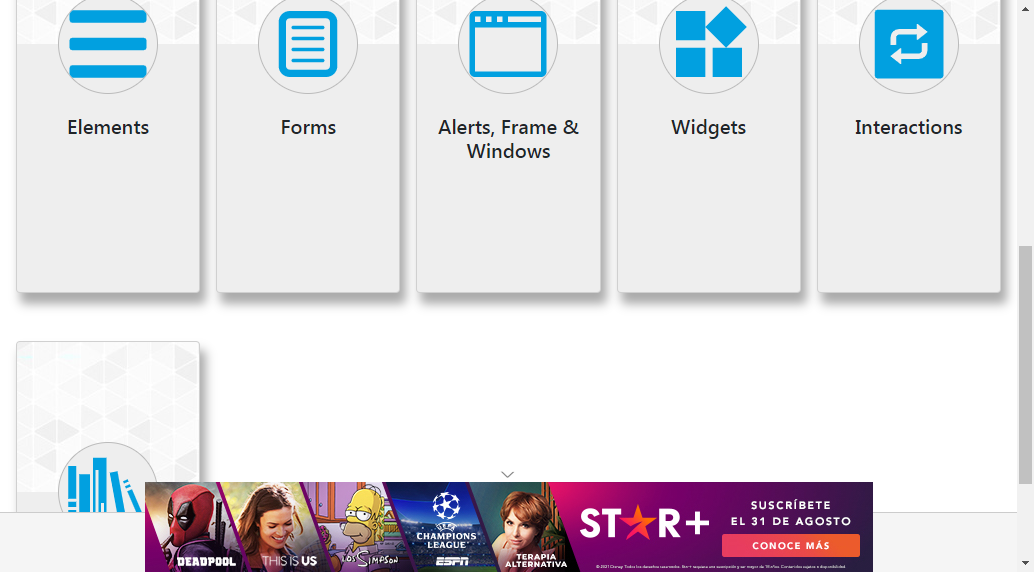 Elements
Forms
Alerts, Frame &
Windows
Widgets
Interactions
DEADPOOL
THIS IS US
LOS SIMPSON
UEFA
CHAMPIONS
LEAGUE
ESPN
TERAPIA
ALTERNATIVA
STAR+
SUSCRÍBETE
EL 31 DE AGOSTO
CONOCE MÁS